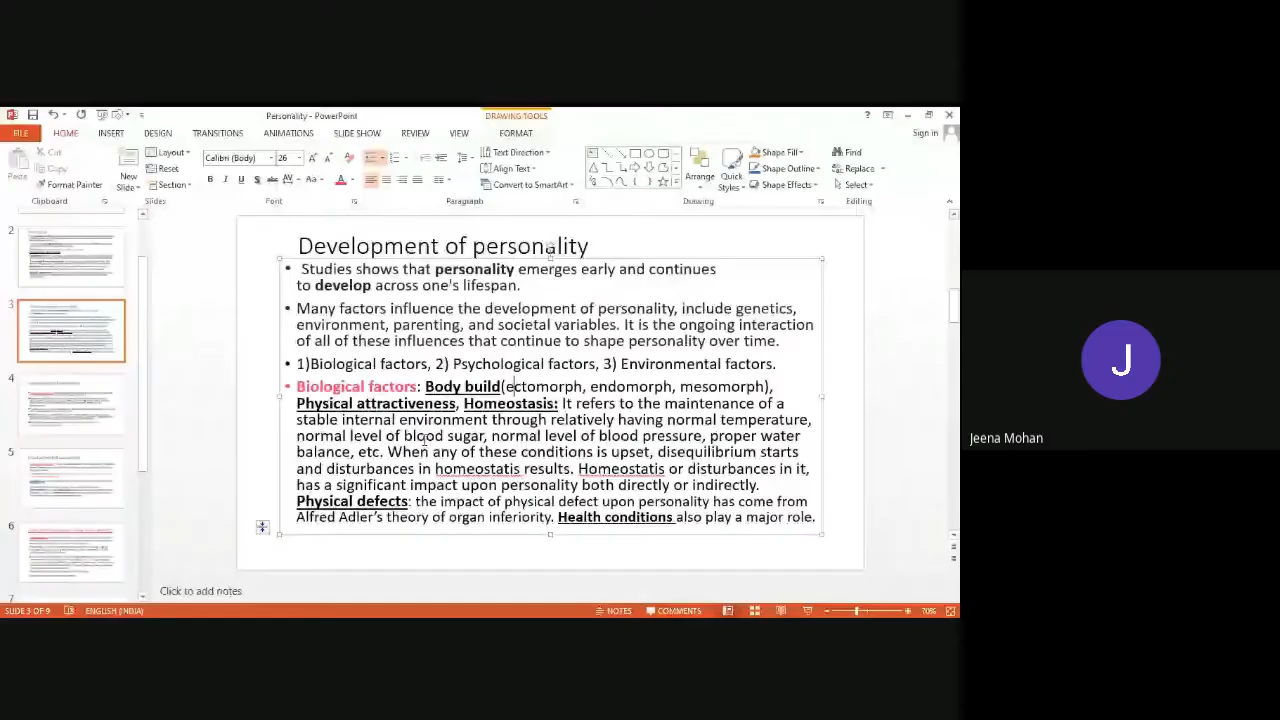 Personality - PowerPoint
DRAWING TOOLS
?
FILE HOME INSERT DESIGN TRANSITIONS ANIMATIONS SLIDE SHOW REVIEW VIEW FORMAT
Sign in
Cut
Copy
Format Painter
Paste
Clipboard
New
Slide
Layout
Reset
Section
Slides
Calibri (Body) 26
B I U S abc AV Aa A
Font
Text Direction
Align Text
Convert to SmartArt
Paragraph
Arrange
Quick
Styles
Shape Fill
Shape Outline
Shape Effects
Drawing
Find
Replace
Select
Editing
2
3
4
5
6
7
Development of personality
• Studies shows that personality emerges early and continues
to develop across one's lifespan.
• Many factors influence the development of personality, include genetics,
environment, parenting, and societal variables. It is the ongoing interaction
of all of these influences that continue to shape personality over time.
• 1)Biological factors, 2) Psychological factors, 3) Environmental factors.
• Biological factors: Body build(ectomorph, endomorph, mesomorph),
Physical attractiveness, Homeostasis: It refers to the maintenance of a
stable internal environment through relatively having normal temperature,
normal level of blood sugar, normal level of blood pressure, proper water
balance, etc. When any of these conditions is upset, disequilibrium starts
and disturbances in homeostatis results. Homeostatis or disturbances in it,
has a significant impact upon personality both directly or indirectly.
Physical defects: the impact of physical defect upon personality has come from
Alfred Adler's theory of organ inferiority. Health conditions also play a major role.
Click to add notes
SLIDE 3 OF 9 ENGLISH (INDIA) NOTES COMMENTS 70%
J
Jeena Mohan